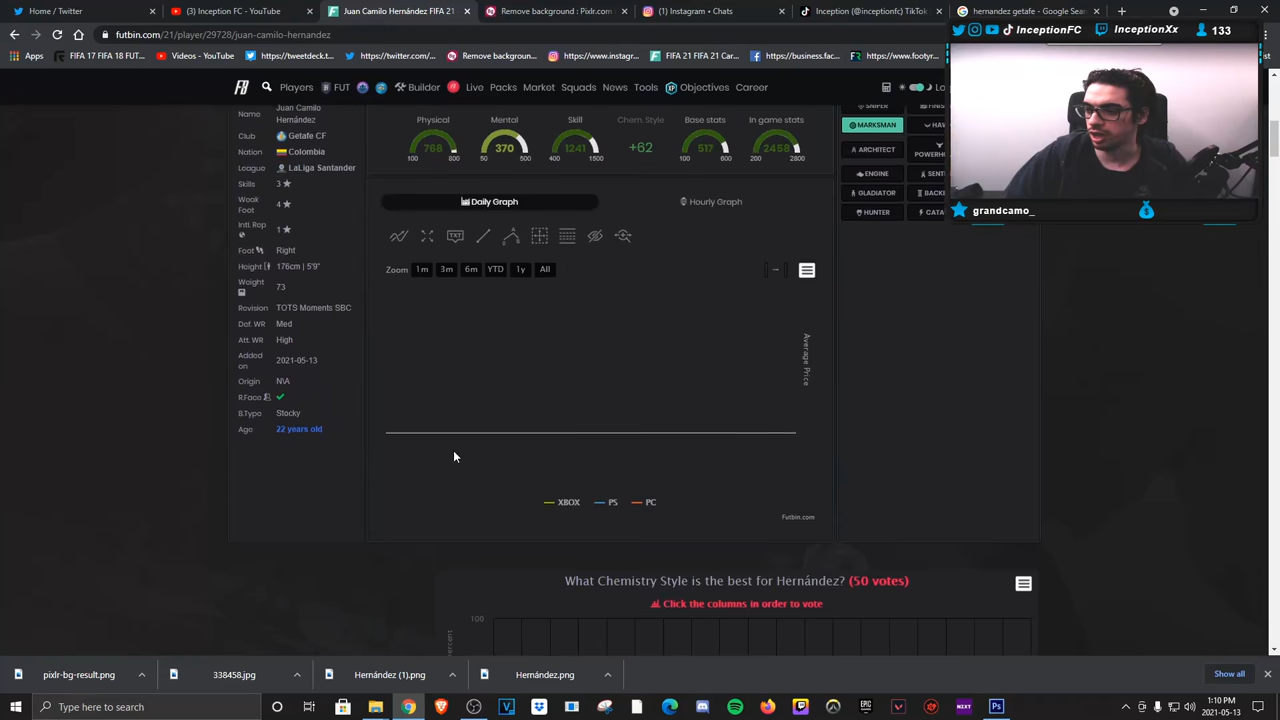 Home / Twitter
(3) Inception FC - YouTube
Juan Camilo Hernández FIFA 21
Remove background : Pixlr.com
(1) Instagram • Chats
Inception (@inceptionfc) TikTok
hernandez getafe - Google Sear
futbin.com/21/player/29728/juan-camilo-hernandez
Apps
FIFA 17 FIFA 18 FUT...
Videos - YouTube
https://tweetdeck.t...
https://twitter.com/...
Remove background...
https://www.instagr...
FIFA 21 FIFA 21 Car...
https://business.fac...
https://www.footyr...
InceptionFC
InceptionXx
133
Players
FUT
Builder
Live
Packs
Market
Squads
News
Tools
Objectives
Career
Name
Juan Camilo
Hernández
Club
Getafe CF
Nation
Colombia
League
LaLiga Santander
Skills
3
Weak
Foot
4
Intl. Rep
1
Foot
Right
Height
176cm | 5'9"
Weight
73
Revision
TOTS Moments SBC
Def. WR
Med
Att. WR
High
Added
on
2021-05-13
Origin
N\A
R.Face
B.Type
Stocky
Age
22 years old
Physical
768
100
800
Mental
370
50
500
Skill
1241
400
1500
Chem. Style
+62
Base stats
517
100
600
In game stats
2458
200
2800
Daily Graph
Hourly Graph
TXT
Zoom
1m
3m
6m
YTD
1y
All
→
Average Price
XBOX
PS
PC
Futbin.com
SNIPER
MARKSMAN
ARCHITECT
ENGINE
GLADIATOR
HUNTER
grandcamo_
What Chemistry Style is the best for Hernández? (50 votes)
Click the columns in order to vote
100
pixlr-bg-result.png
338458.jpg
Hernández (1).png
Hernández.png
Show all
Type here to search
1:10 PM
2021-05-13